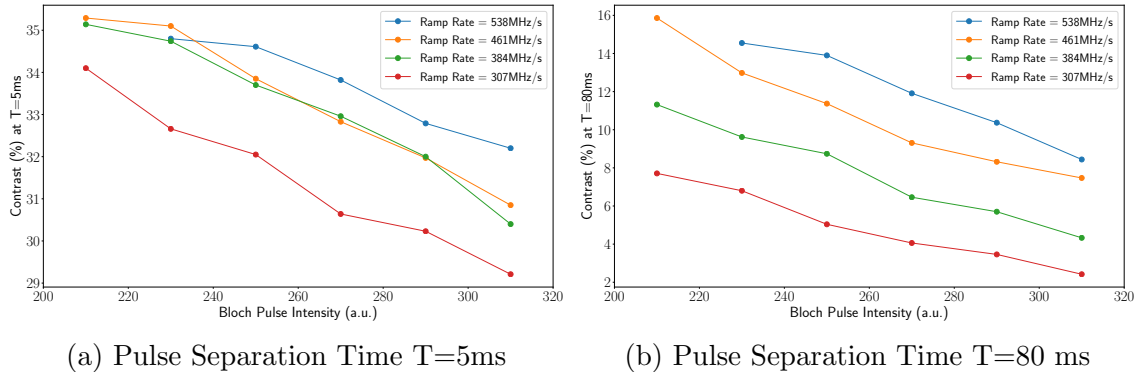 35
34
33
32
31
30
29
Contrast (%) at T=5ms
200
220
240
260
280
300
320
Bloch Pulse Intensity (a.u.)
Ramp Rate = 538MHz/s
Ramp Rate = 461MHz/s
Ramp Rate = 384MHz/s
Ramp Rate = 307MHz/s
(a) Pulse Separation Time T=5ms
16
14
12
10
8
6
4
2
Contrast (%) at T=80ms
200
220
240
260
280
300
320
Bloch Pulse Intensity (a.u.)
Ramp Rate = 538MHz/s
Ramp Rate = 461MHz/s
Ramp Rate = 384MHz/s
Ramp Rate = 307MHz/s
(b) Pulse Separation Time T=80 ms